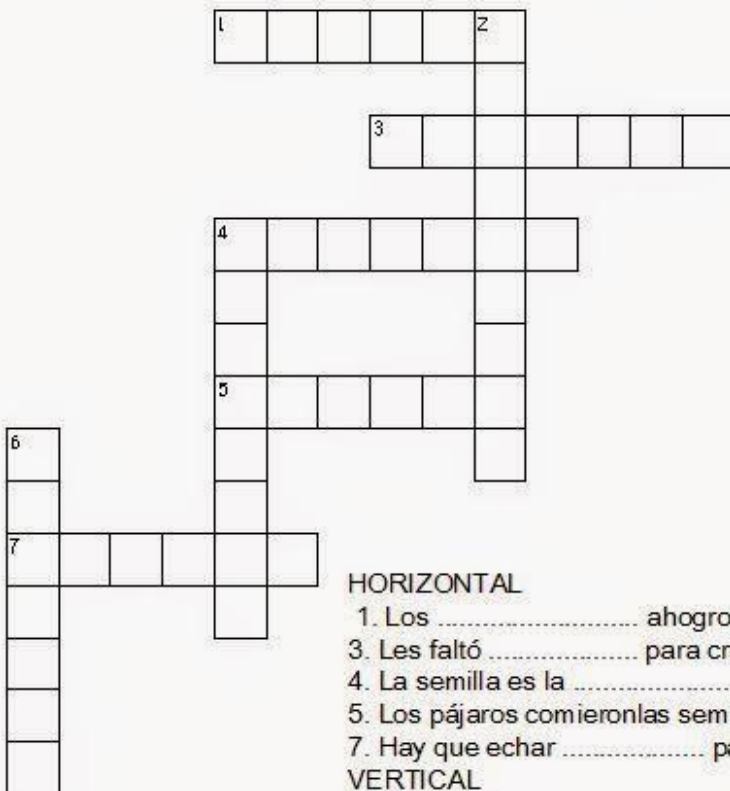 1
2
3
4
5
6
7
HORIZONTAL
1. Los ........................... ahogro
3. Les faltó .................... para cr
4. La semilla es la .....................
5. Los pájaros comieronlas sem
7. Hay que echar ................... pa
VERTICAL